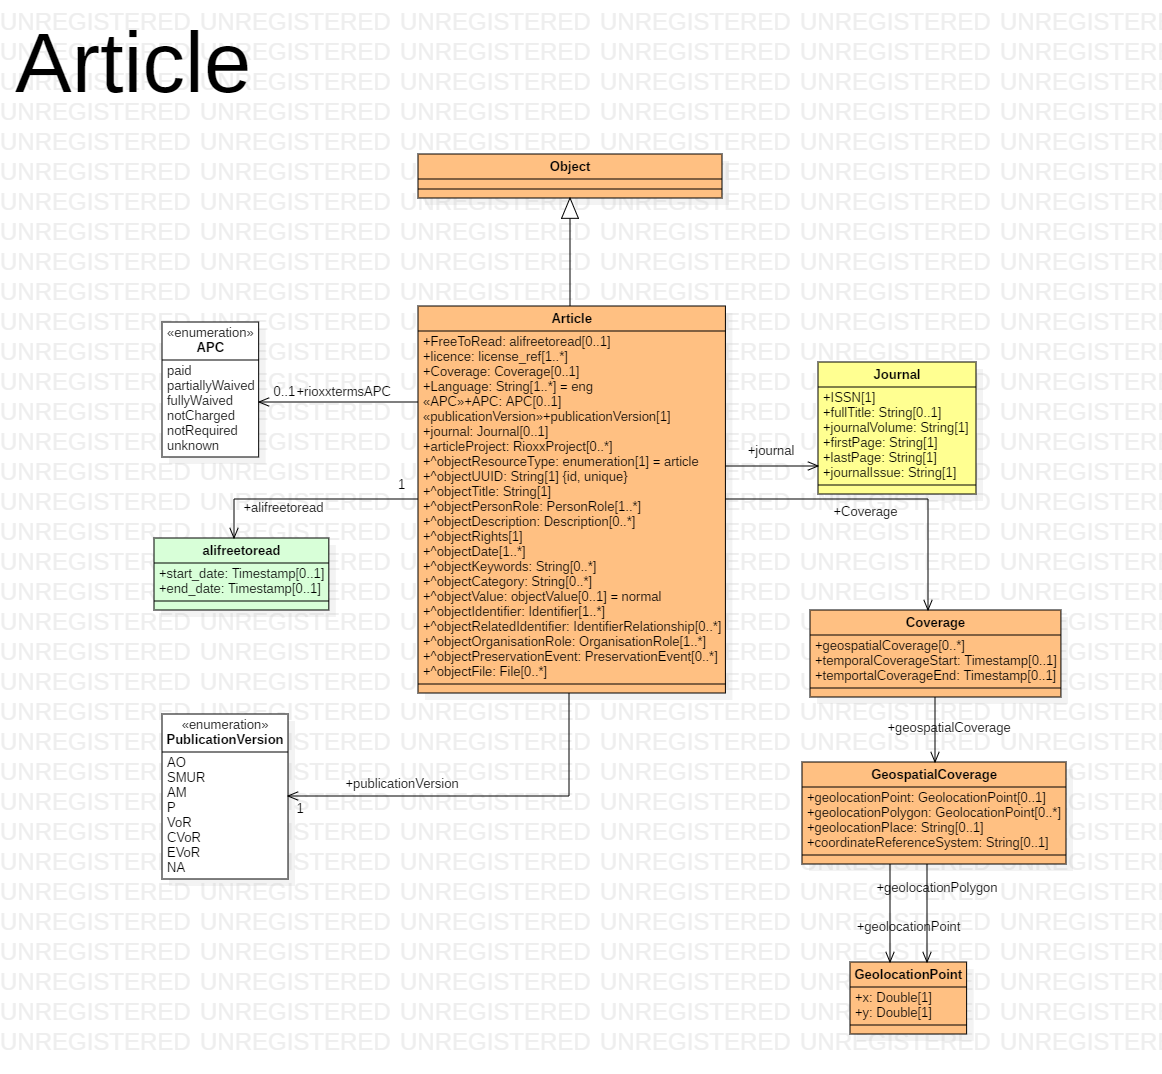 Article
Object
Article
+FreeToRead: alifreetoread[0..1]
+licence: license_ref[1..*]
+Coverage: Coverage[0..1]
+Language: String[1..*] = eng
«APC»+APC: APC[0..1]
«publicationVersion»+publicationVersion[1]
+journal: Journal[0..1]
+articleProject: RioxxProject[0..*]
+^objectResourceType: enumeration[1] = article
+^objectUUID: String[1] {id, unique}
+^objectTitle: String[1]
+^objectPersonRole: PersonRole[1..*]
+^objectDescription: Description[0..*]
+^objectRights[1]
+^objectDate[1..*]
+^objectKeywords: String[0..*]
+^objectCategory: String[0..*]
+^objectValue: objectValue[0..1] = normal
+^objectIdentifier: Identifier[1..*]
+^objectRelatedIdentifier: IdentifierRelationship[0..*]
+^objectOrganisationRole: OrganisationRole[1..*]
+^objectPreservationEvent: PreservationEvent[0..*]
+^objectFile: File[0..*]
«enumeration»
APC
paid
partiallyWaived
fullyWaived
notCharged
notRequired
unknown
0..1
+rioxxtermsAPC
1
+alifreetoread
alifreetoread
+start_date: Timestamp[0..1]
+end_date: Timestamp[0..1]
«enumeration»
PublicationVersion
AO
SMUR
AM
P
VoR
CVoR
EVoR
NA
+publicationVersion
1
+journal
Journal
+ISSN[1]
+fullTitle: String[0..1]
+journalVolume: String[1]
+firstPage: String[1]
+lastPage: String[1]
+journalIssue: String[1]
+Coverage
Coverage
+geospatialCoverage[0..*]
+temporalCoverageStart: Timestamp[0..1]
+temportalCoverageEnd: Timestamp[0..1]
+geospatialCoverage
GeospatialCoverage
+geolocationPoint: GeolocationPoint[0..1]
+geolocationPolygon: GeolocationPoint[0..*]
+geolocationPlace: String[0..1]
+coordinateReferenceSystem: String[0..1]
+geolocationPolygon
+geolocationPoint
GeolocationPoint
+x: Double[1]
+y: Double[1]
UNREGISTERED